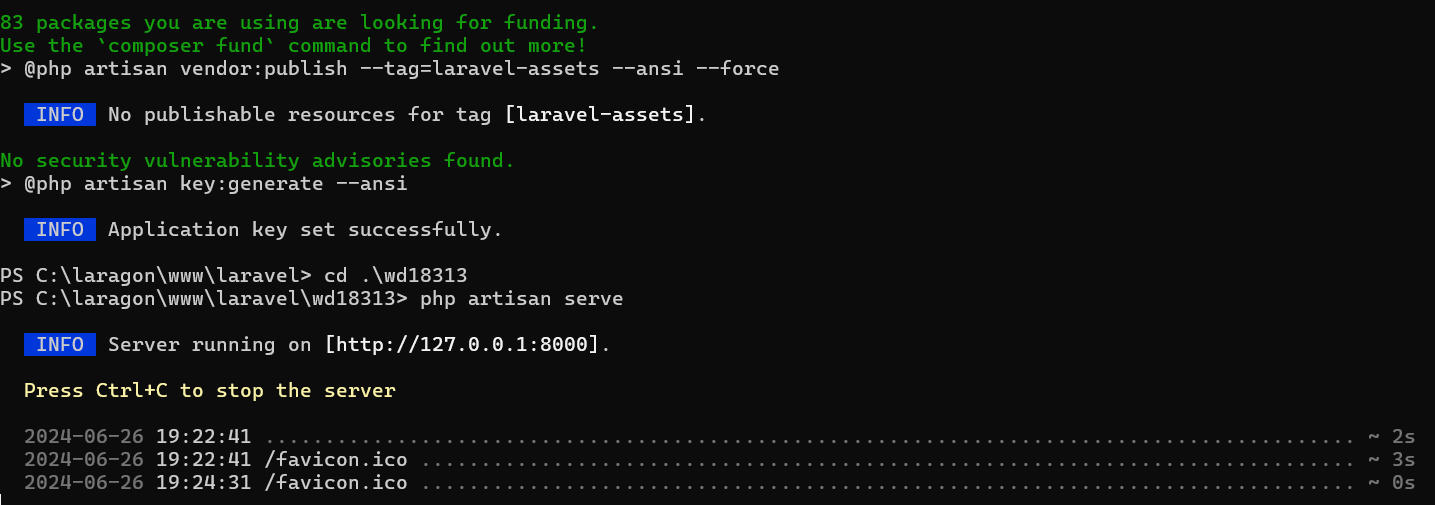 83 packages you are using are looking for funding.
Use the `composer fund` command to find out more!
> @php artisan vendor:publish --tag=laravel-assets --ansi --force
INFO No publishable resources for tag [laravel-assets].
No security vulnerability advisories found.
> @php artisan key:generate --ansi
INFO Application key set successfully.
PS C:\laragon\www\laravel> cd .\wd18313
PS C:\laragon\www\laravel\wd18313> php artisan serve
INFO Server running on [http://127.0.0.1:8000].
Press Ctrl+C to stop the server
2024-06-26 19:22:41 ........................................................................................... ~ 2s
2024-06-26 19:22:41 /favicon.ico .............................................................................. ~ 3s
2024-06-26 19:24:31 /favicon.ico .............................................................................. ~ 0s